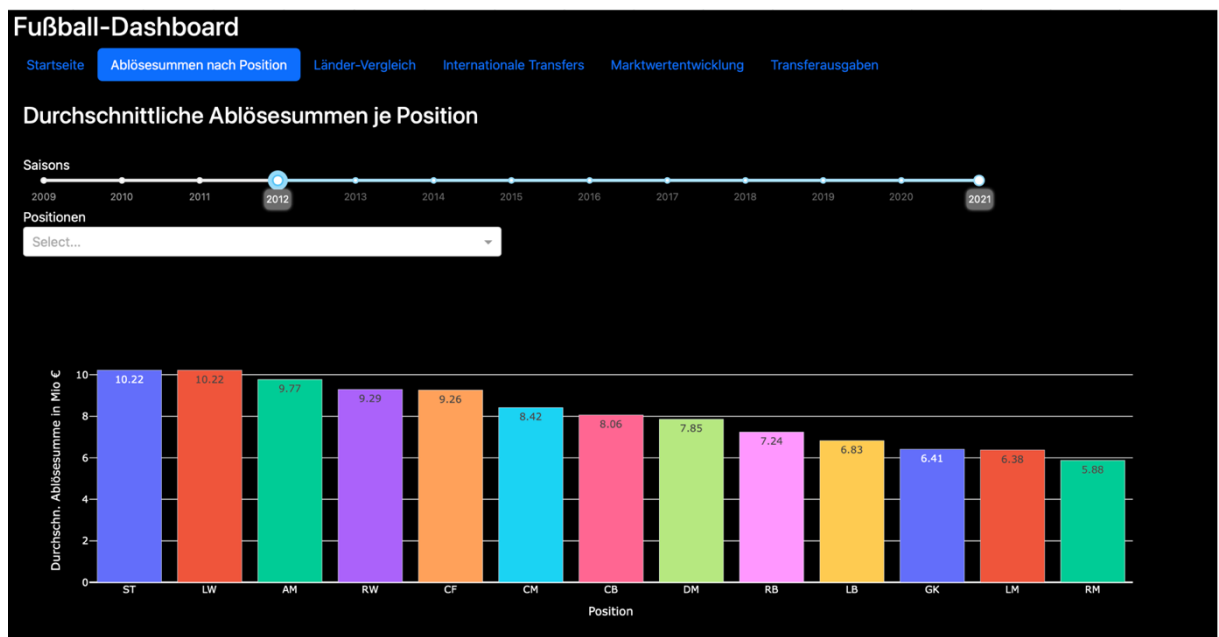 Fußball-Dashboard
Startseite Ablösesummen nach Position Länder-Vergleich Internationale Transfers Marktwertentwicklung Transferausgaben
Durchschnittliche Ablösesummen je Position
Saisons
2009 2010 2011 2012 2013 2014 2015 2016 2017 2018 2019 2020 2021
Positionen
Select...
Durchschn. Ablösesumme in Mio €
10
8
6
4
2
0
10.22 10.22 9.77 9.29 9.26 8.42 8.06 7.85 7.24 6.83 6.41 6.38 5.88
ST LW AM RW CF CM CB DM RB LB GK LM RM
Position